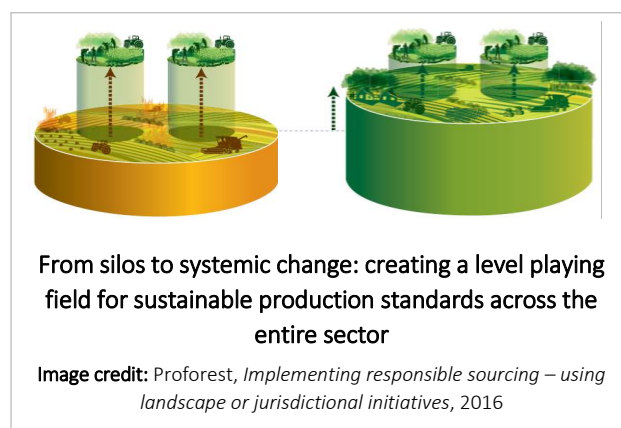 From silos to systemic change: creating a level playing
field for sustainable production standards across the
entire sector
Image credit: Proforest, Implementing responsible sourcing – using
landscape or jurisdictional initiatives, 2016